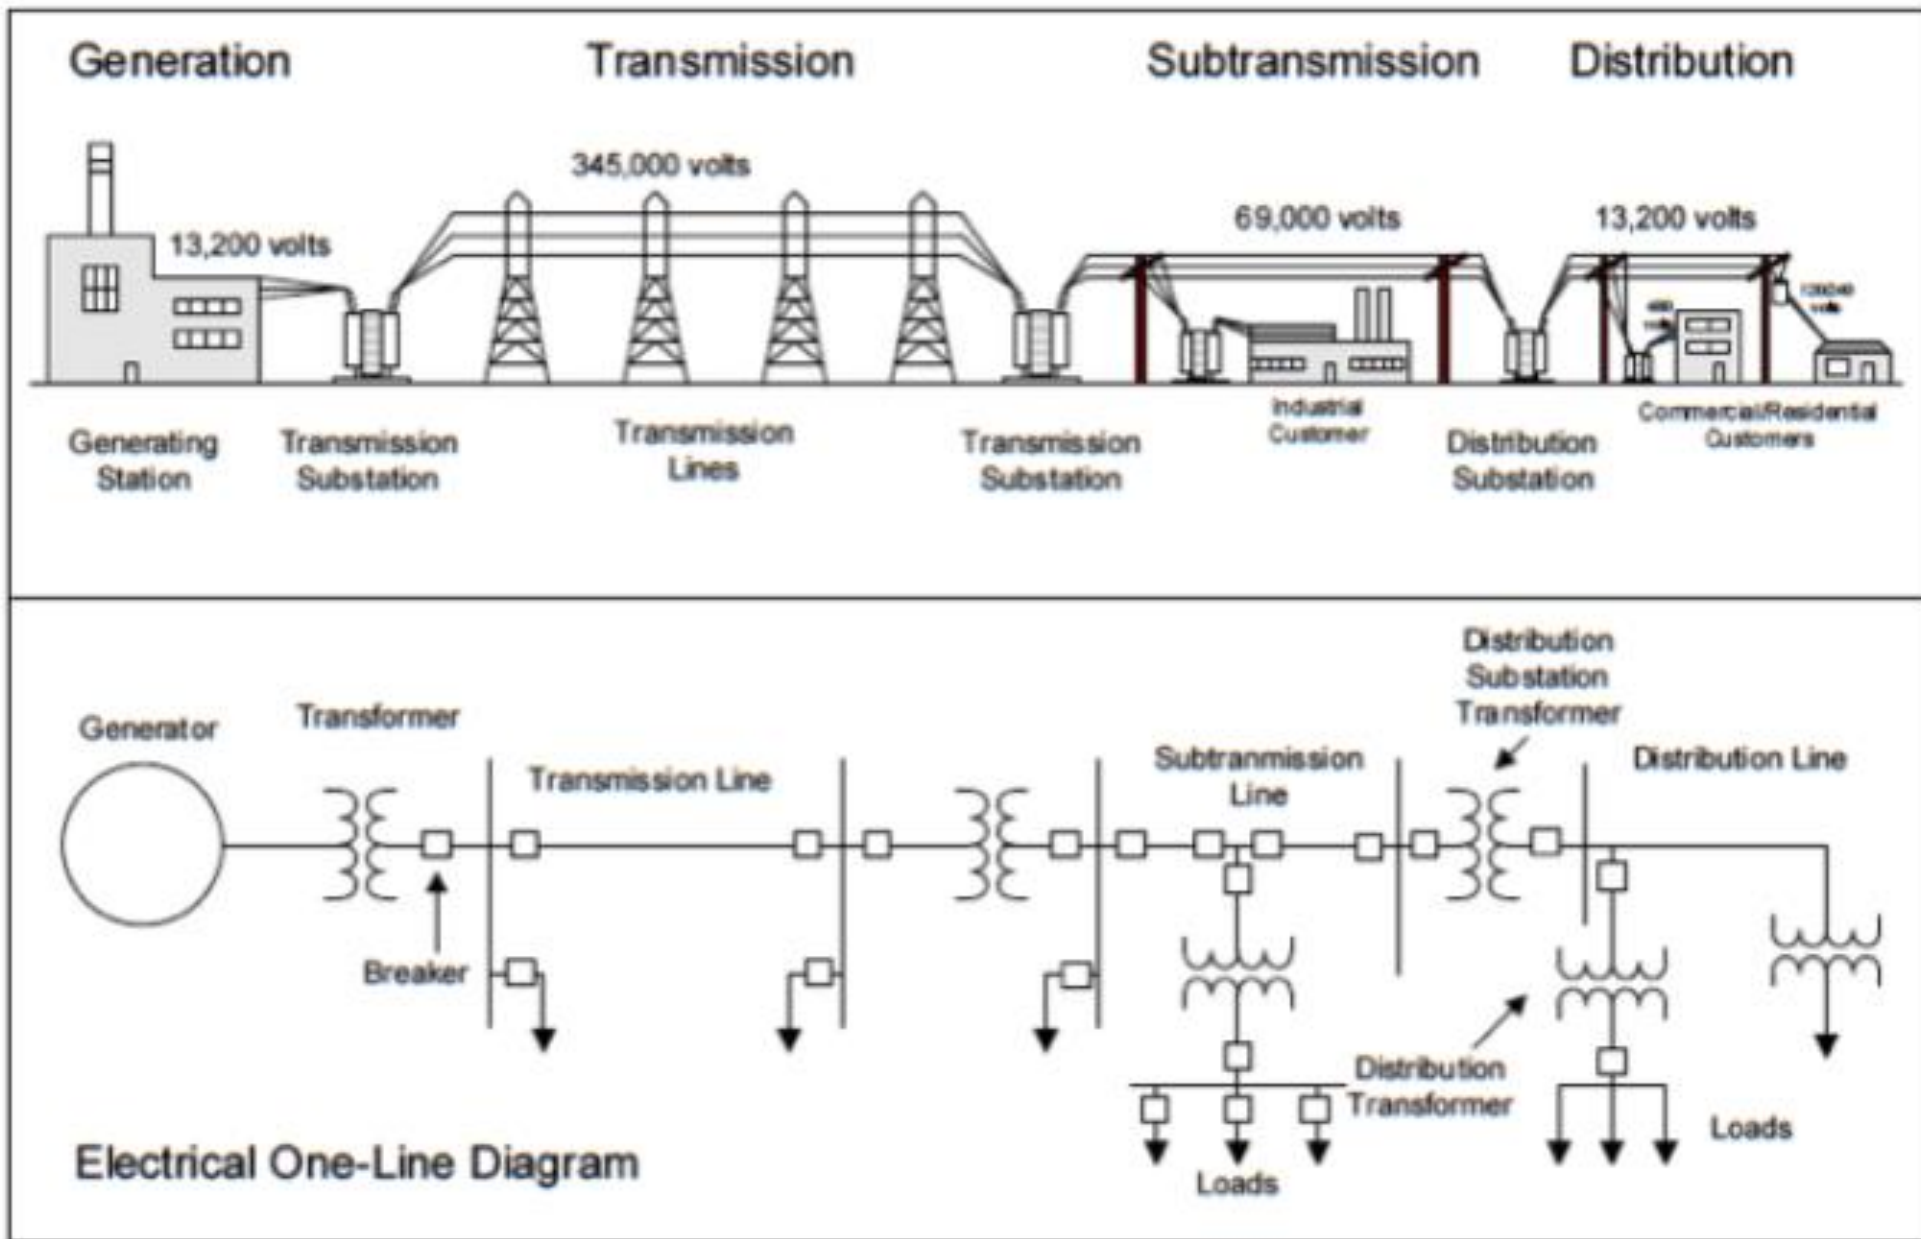 Generation
Transmission
Subtransmission
Distribution
345,000 volts
13,200 volts
69,000 volts
13,200 volts
volts
Generating
Station
Transmission
Substation
Transmission
Lines
Transmission
Substation
Industrial
Customer
Distribution
Substation
Commercial/Residential
Customers
Generator
Transformer
Breaker
Transmission Line
Subtranmission
Line
Distribution
Substation
Transformer
Distribution Line
Distribution
Transformer
Loads
Loads
Electrical One-Line Diagram